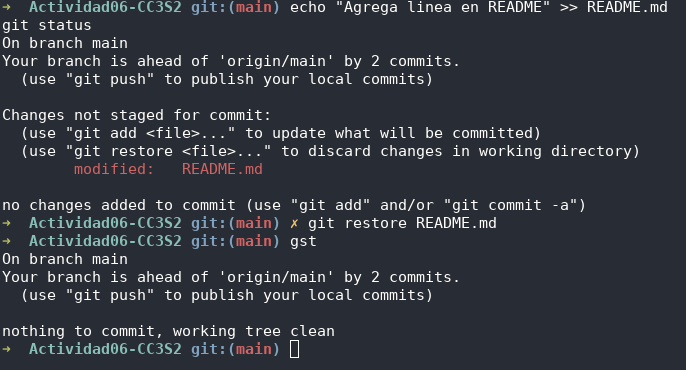 ➜  Actividad06-CC3S2 git:(main) echo "Agrega linea en README" >> README.md
git status
On branch main
Your branch is ahead of 'origin/main' by 2 commits.
  (use "git push" to publish your local commits)

Changes not staged for commit:
  (use "git add <file>..." to update what will be committed)
  (use "git restore <file>..." to discard changes in working directory)
        modified:   README.md

no changes added to commit (use "git add" and/or "git commit -a")
➜  Actividad06-CC3S2 git:(main) ✗ git restore README.md
➜  Actividad06-CC3S2 git:(main) gst
On branch main
Your branch is ahead of 'origin/main' by 2 commits.
  (use "git push" to publish your local commits)

nothing to commit, working tree clean
➜  Actividad06-CC3S2 git:(main)